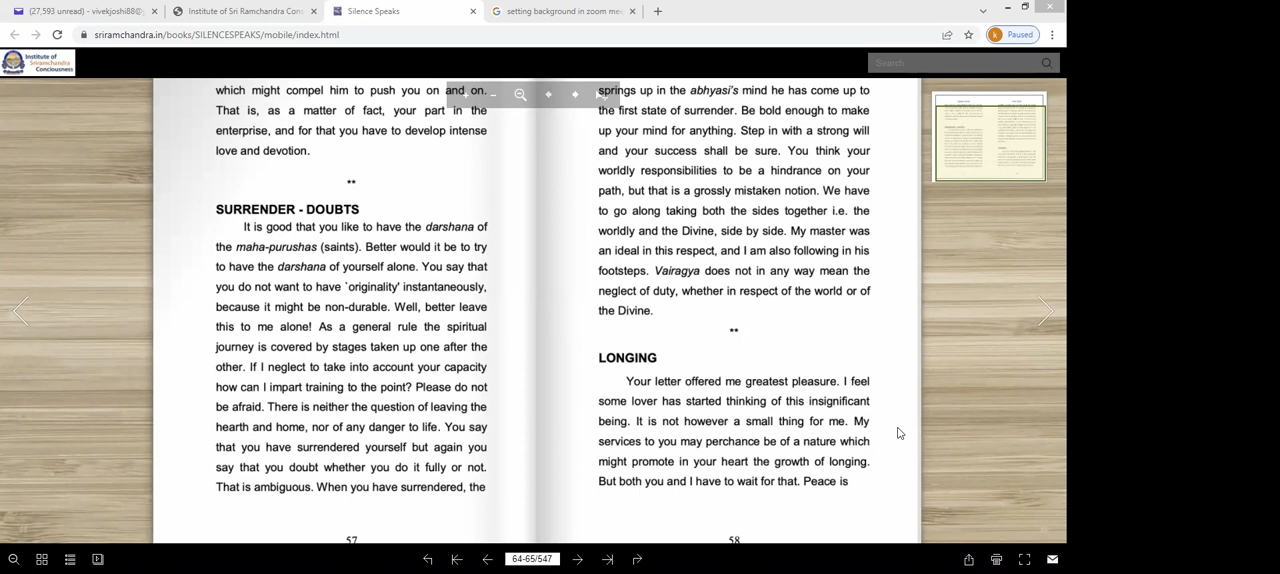 (27,593 unread) - vivekjoshi88@
Institute of Sri Ramchandra Cons
Silence Speaks
setting background in zoom mee
sriramchandra.in/books/SILENCESPEAKS/mobile/index.html
Paused
Institute of
Sriramchandra
Conciousness
Search
which might compel him to push you on and on.
That is, as a matter of fact, your part in the
enterprise, and for that you have to develop intense
love and devotion.
**
SURRENDER - DOUBTS
It is good that you like to have the darshana of
the maha-purushas (saints). Better would it be to try
to have the darshana of yourself alone. You say that
you do not want to have `originality' instantaneously,
because it might be non-durable. Well, better leave
this to me alone! As a general rule the spiritual
journey is covered by stages taken up one after the
other. If I neglect to take into account your capacity
how can I impart training to the point? Please do not
be afraid. There is neither the question of leaving the
hearth and home, nor of any danger to life. You say
that you have surrendered yourself but again you
say that you doubt whether you do it fully or not.
That is ambiguous. When you have surrendered, the
57
springs up in the abhyasi's mind he has come up to
the first state of surrender. Be bold enough to make
up your mind for anything. Step in with a strong will
and your success shall be sure. You think your
worldly responsibilities to be a hindrance on your
path, but that is a grossly mistaken notion. We have
to go along taking both the sides together i.e. the
worldly and the Divine, side by side. My master was
an ideal in this respect, and I am also following in his
footsteps. Vairagya does not in any way mean the
neglect of duty, whether in respect of the world or of
the Divine.
**
LONGING
Your letter offered me greatest pleasure. I feel
some lover has started thinking of this insignificant
being. It is not however a small thing for me. My
services to you may perchance be of a nature which
might promote in your heart the growth of longing.
But both you and I have to wait for that. Peace is
58
64-65/547